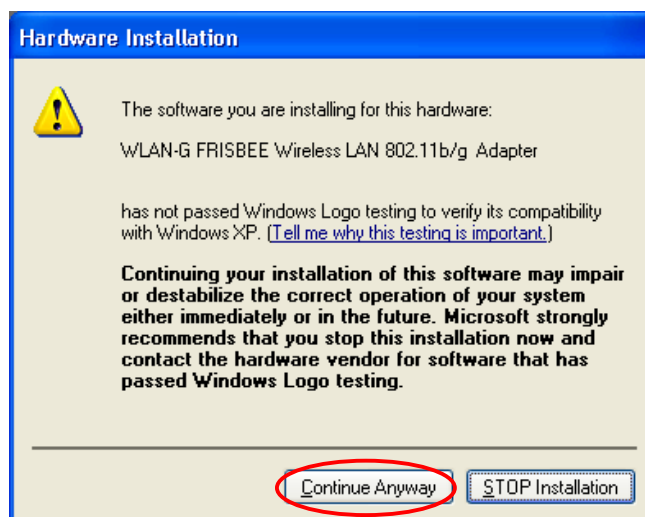 Hardware Installation
The software you are installing for this hardware:
WLAN-G FRISBEE Wireless LAN 802.11b/g Adapter
has not passed Windows Logo testing to verify its compatibility
with Windows XP. (Tell me why this testing is important.)
Continuing your installation of this software may impair
or destabilize the correct operation of your system
either immediately or in the future. Microsoft strongly
recommends that you stop this installation now and
contact the hardware vendor for software that has
passed Windows Logo testing.
Continue Anyway STOP Installation